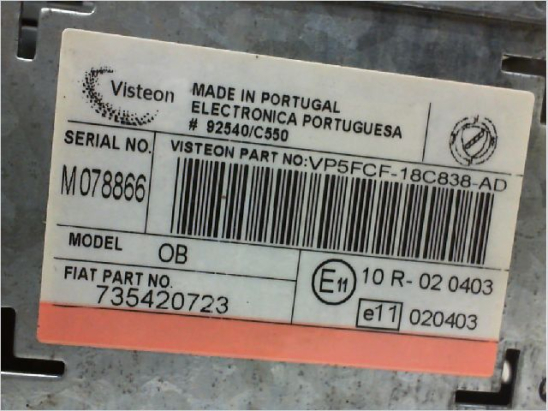 Visteon
MADE IN PORTUGAL
ELECTRONICA PORTUGUESA
# 92540/C550
SERIAL NO.
M078866
VISTEON PART NO:VP5FCF-18C838-AD
MODEL OB
FIAT PART NO.
735420723
E11 10 R- 02 0403
e11 020403